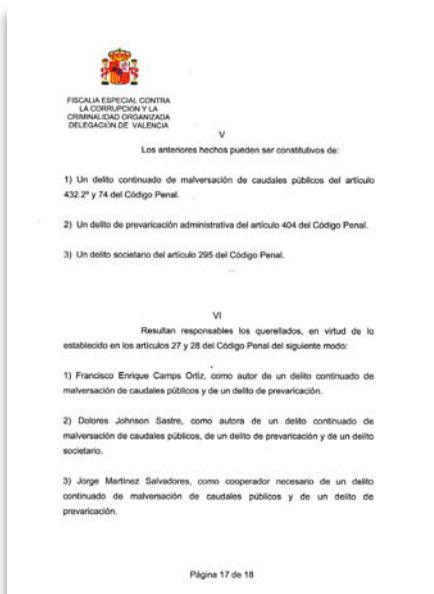 FISCALIA ESPECIAL CONTRA
LA CORRUPCIÓN Y LA
CRIMINALIDAD ORGANIZADA
DELEGACIÓN DE VALENCIA
V
Los anteriores hechos pueden ser constitutivos de:
1) Un delito continuado de malversación de caudales públicos del artículo
432.2º y 74 del Código Penal.
2) Un delito de prevaricación administrativa del artículo 404 del Código Penal.
3) Un delito societario del artículo 295 del Código Penal.
VI
Resultan responsables los querellados, en virtud de lo
establecido en los artículos 27 y 28 del Código Penal del siguiente modo:
1) Francisco Enrique Camps Ortiz, como autor de un delito continuado de
malversación de caudales públicos y de un delito de prevaricación.
2) Dolores Johnson Sastre, como autora de un delito continuado de
malversación de caudales públicos, de un delito de prevaricación y de un delito
societario.
3) Jorge Martínez Salvadores, como cooperador necesario de un delito
continuado de malversación de caudales públicos y de un delito de
prevaricación.
Página 17 de 18